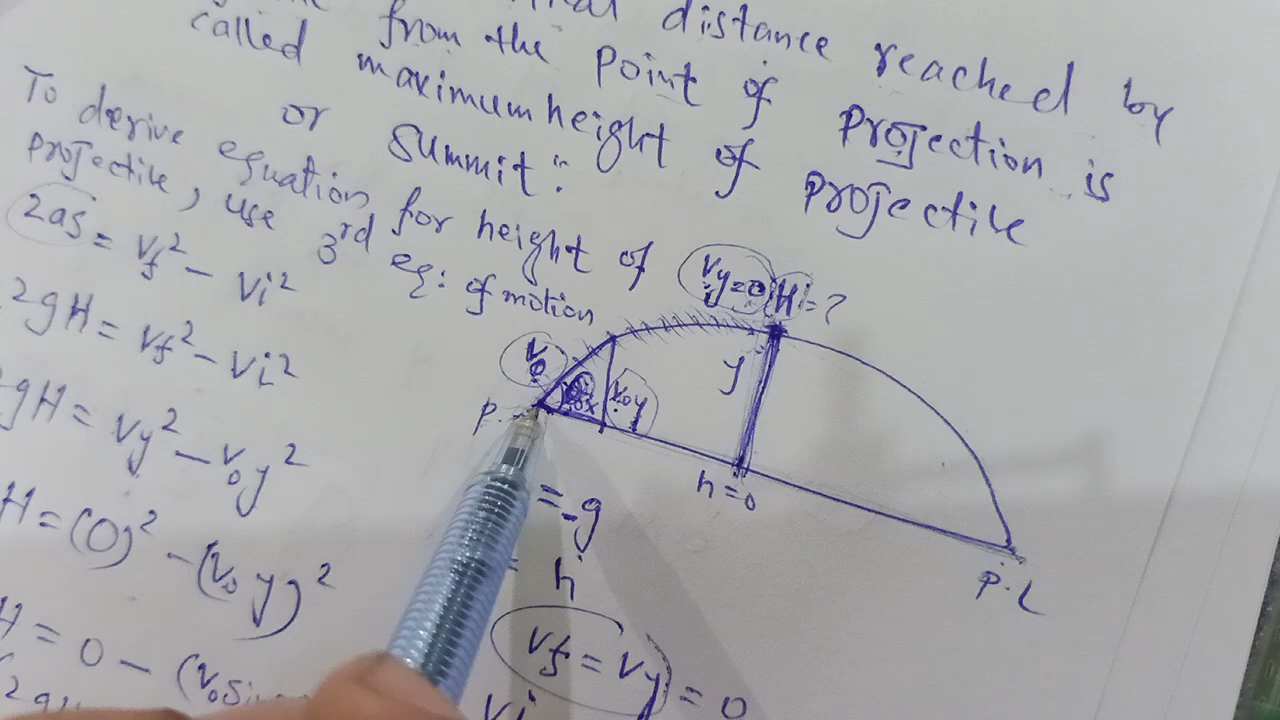 distance reached by
from the point of projection is
called maximum height of projectile
or summit":
To derive equation for height of
projectile, use 3rd eq: of motion
2as = vf² - vi²
2gH = vf² - vi²
gH = vy² - v₀y²
H = (0)² - (v₀y)²
H = 0 - (v₀Si
vy=0 H=?
v₀
v₀y
y
P.
h=0
P.L
= -g
= h
vf = vy = 0
vi